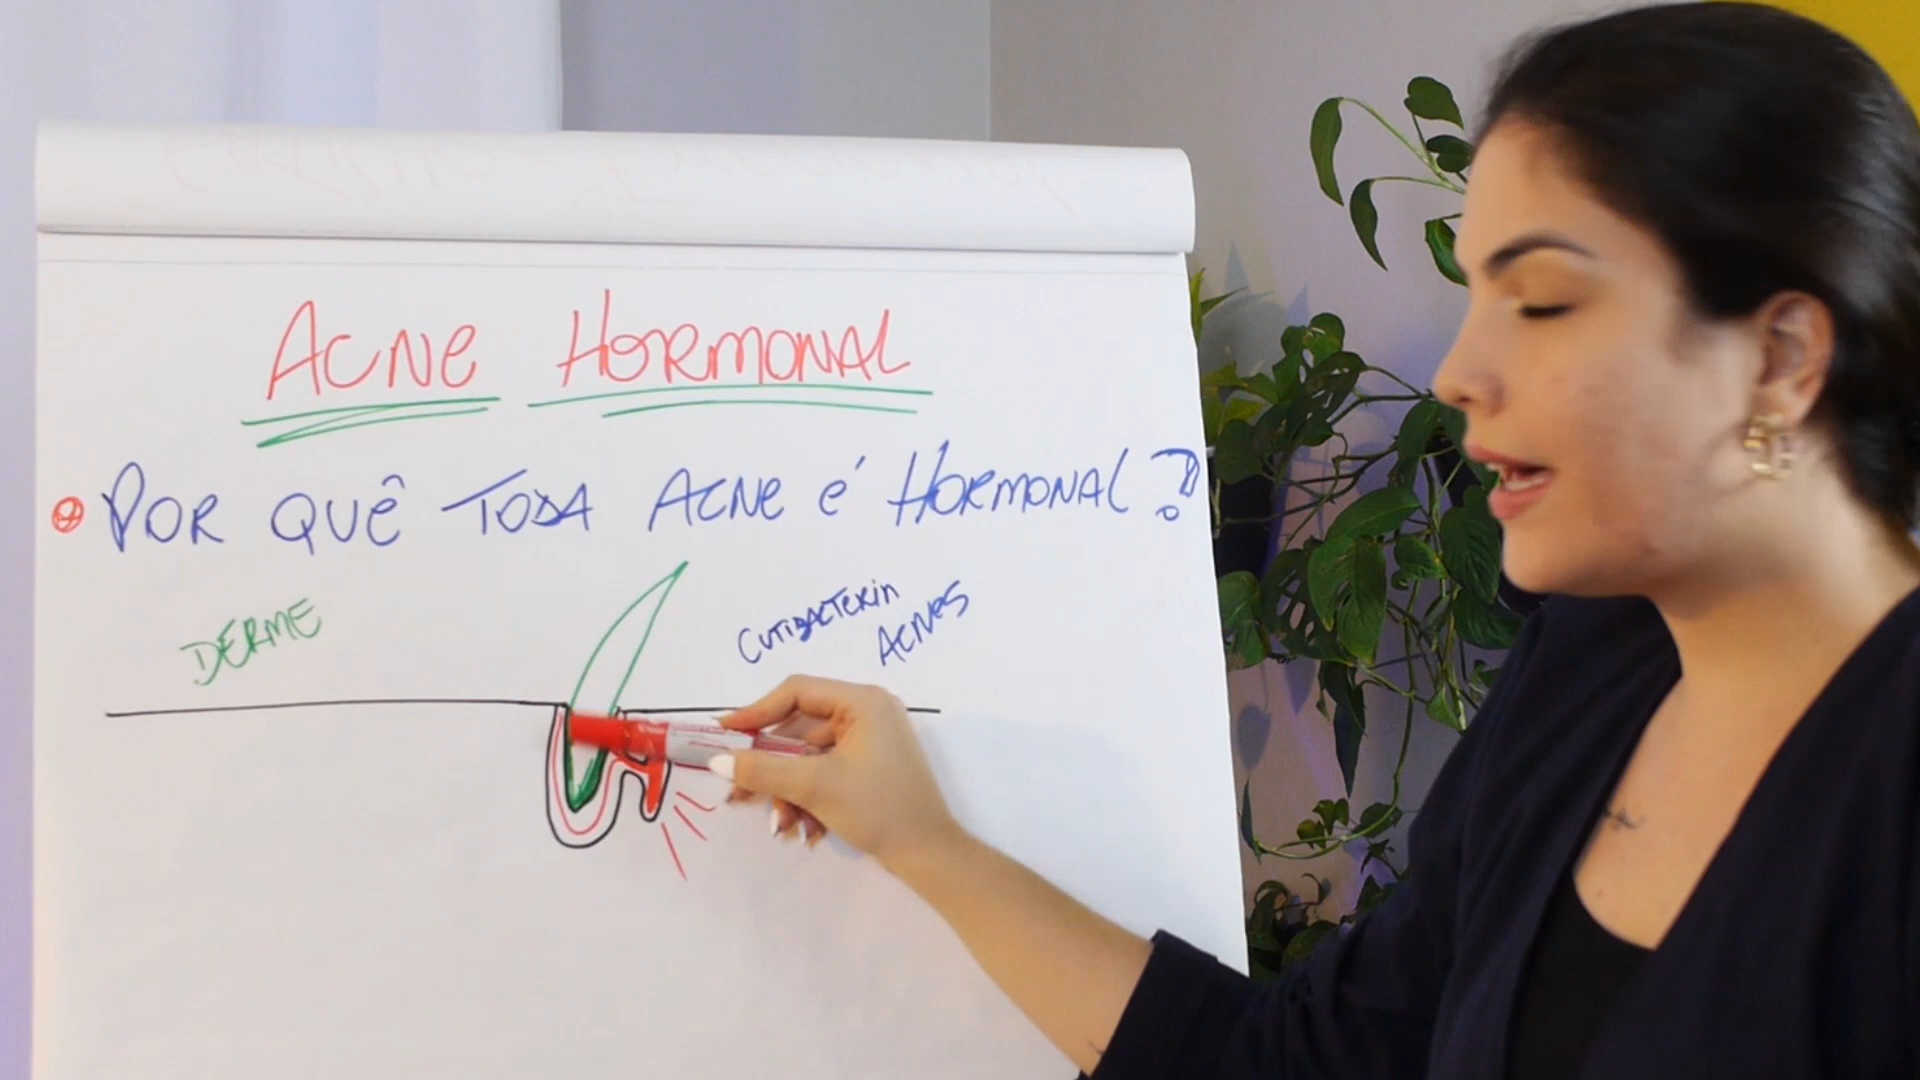 ACNE HORMONAL
POR QUÊ TODA ACNE É HORMONAL?
DERME
CUTIBACTERIN
ACNES